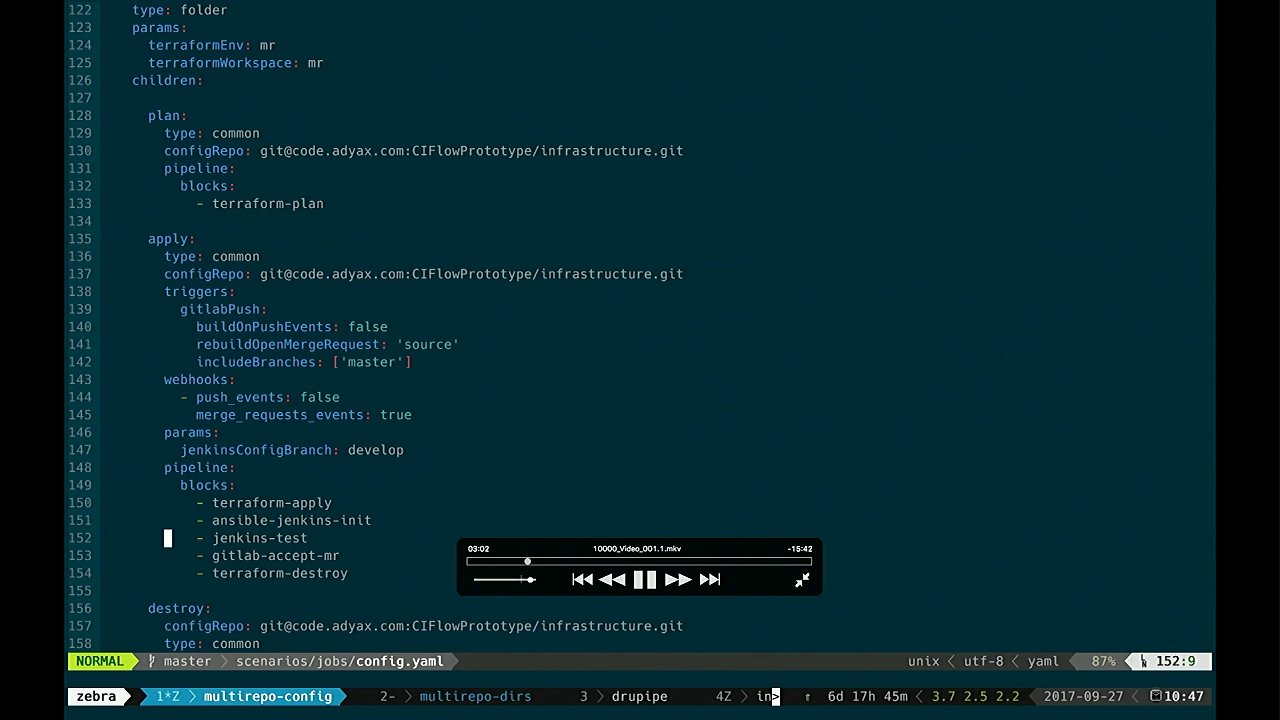 122 type: folder
123 params:
124 terraformEnv: mr
125 terraformWorkspace: mr
126 children:
127
128 plan:
129 type: common
130 configRepo: git@code.adyax.com:CIFlowPrototype/infrastructure.git
131 pipeline:
132 blocks:
133 - terraform-plan
134
135 apply:
136 type: common
137 configRepo: git@code.adyax.com:CIFlowPrototype/infrastructure.git
138 triggers:
139 gitlabPush:
140 buildOnPushEvents: false
141 rebuildOpenMergeRequest: 'source'
142 includeBranches: ['master']
143 webhooks:
144 - push_events: false
145 merge_requests_events: true
146 params:
147 jenkinsConfigBranch: develop
148 pipeline:
149 blocks:
150 - terraform-apply
151 - ansible-jenkins-init
152 - jenkins-test
153 - gitlab-accept-mr
154 - terraform-destroy
155
156 destroy:
157 configRepo: git@code.adyax.com:CIFlowPrototype/infrastructure.git
158 type: common
03:02 10000_Video_001.1.mkv -15:42
NORMAL master scenarios/jobs/config.yaml unix utf-8 yaml 87% 152:9
zebra 1*Z multirepo-config 2- multirepo-dirs 3 drupipe 4Z in> ↑ 6d 17h 45m 3.7 2.5 2.2 2017-09-27 10:47